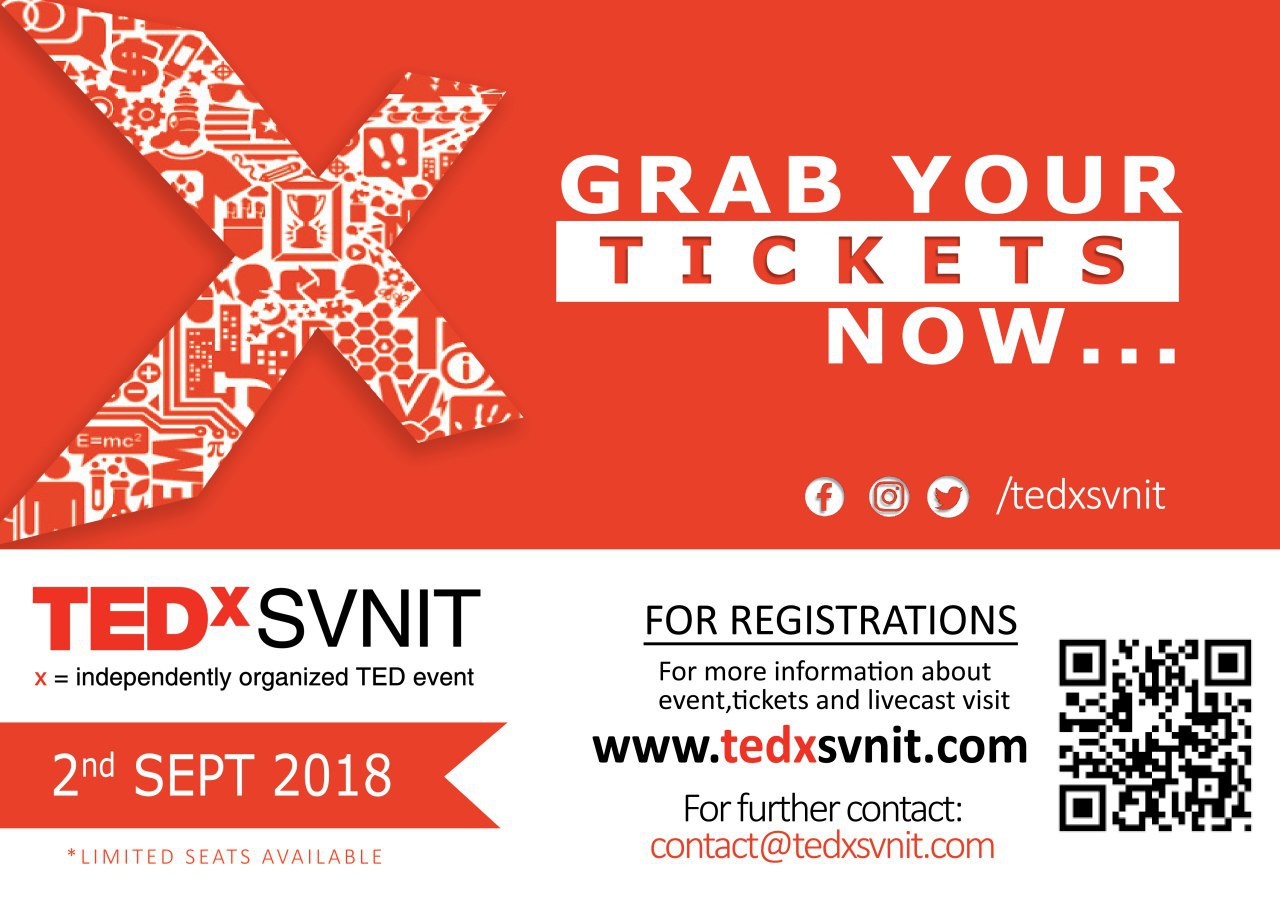 GRAB YOUR
TICKETS
NOW...
/tedxsvnit
E=mc²
π
TEDxSVNIT
x = independently organized TED event
2nd SEPT 2018
*LIMITED SEATS AVAILABLE
FOR REGISTRATIONS
For more information about
event,tickets and livecast visit
www.tedxsvnit.com
For further contact:
contact@tedxsvnit.com